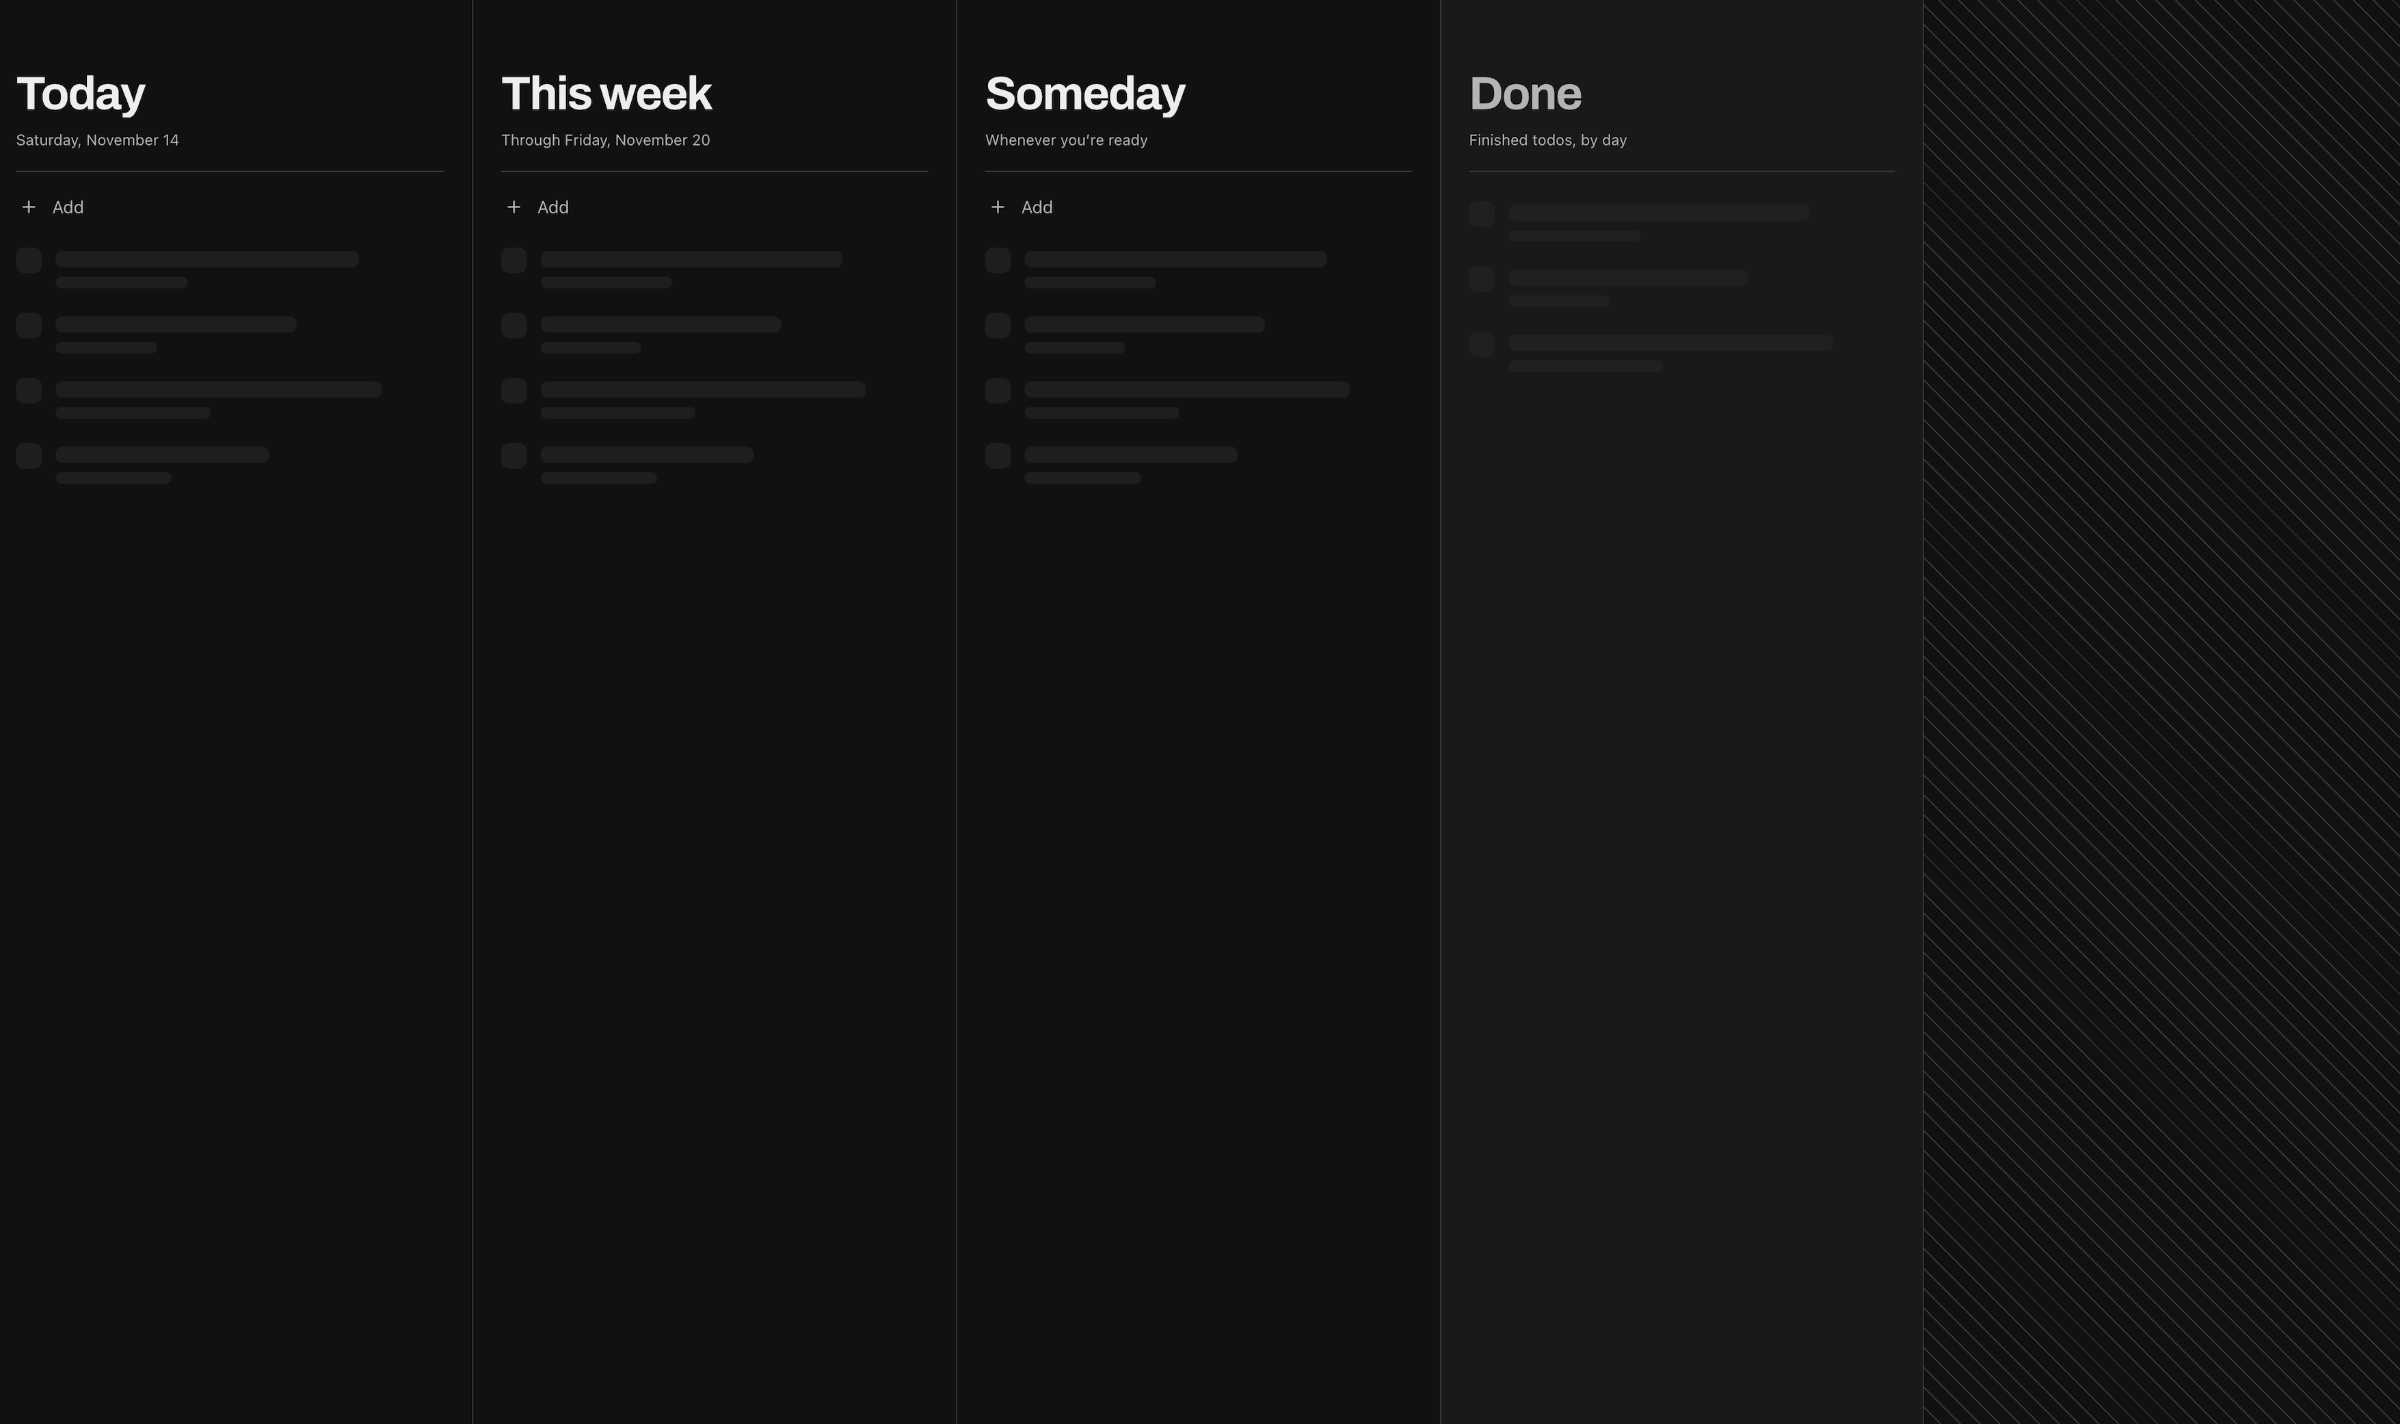 Today
Saturday, November 14
+ Add
This week
Through Friday, November 20
+ Add
Someday
Whenever you’re ready
+ Add
Done
Finished todos, by day